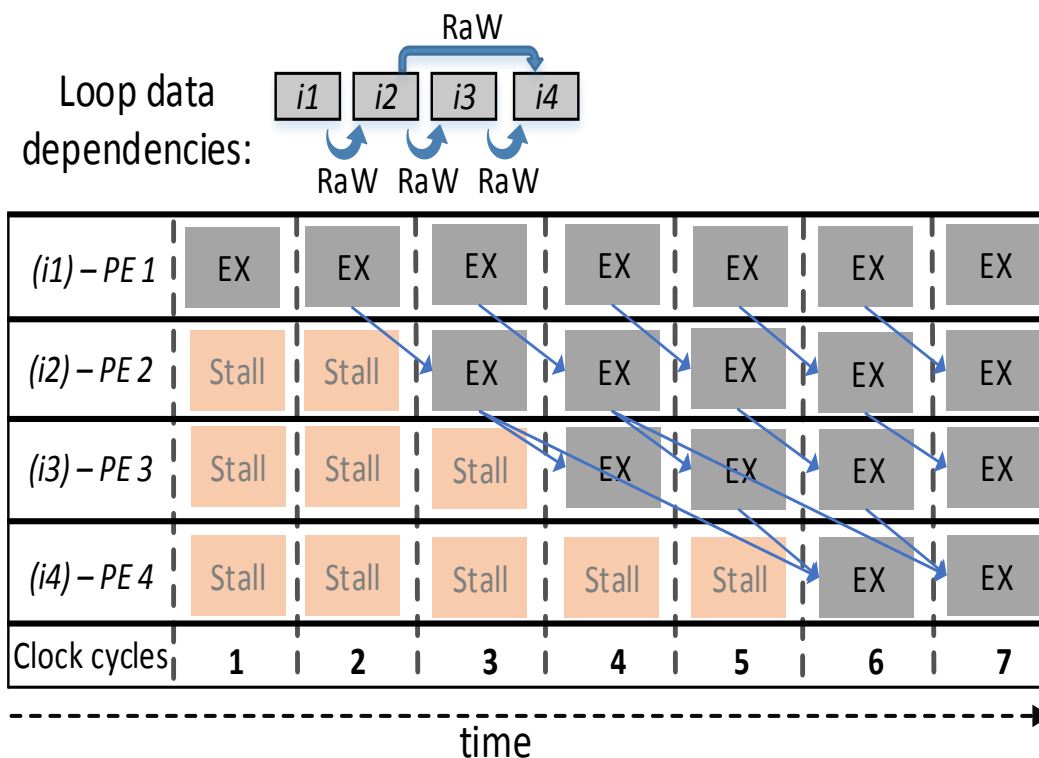 RaW
Loop data
dependencies:
i1 i2 i3 i4
RaW RaW RaW
(i1) – PE 1 EX EX EX EX EX EX EX
(i2) – PE 2 Stall Stall EX EX EX EX EX
(i3) – PE 3 Stall Stall Stall EX EX EX EX
(i4) – PE 4 Stall Stall Stall Stall Stall EX EX
Clock cycles 1 2 3 4 5 6 7
time